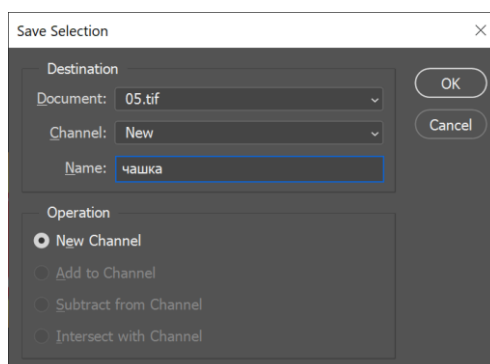 Save Selection
Destination
Document: 05.tif
Channel: New
Name: чашка
OK
Cancel
Operation
New Channel
Add to Channel
Subtract from Channel
Intersect with Channel